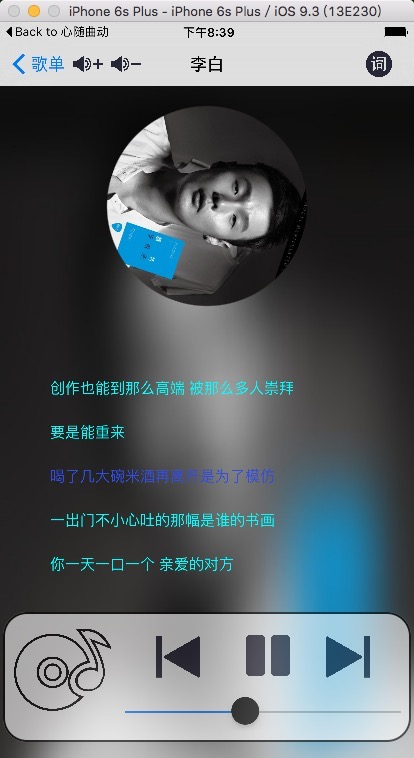 iPhone 6s Plus - iPhone 6s Plus / iOS 9.3 (13E230)
Back to 心随曲动 下午8:39
歌单 李白 词
创作也能到那么高端 被那么多人崇拜
要是能重来
喝了几大碗米酒再离开是为了模仿
一出门不小心吐的那幅是谁的书画
你一天一口一个 亲爱的对方